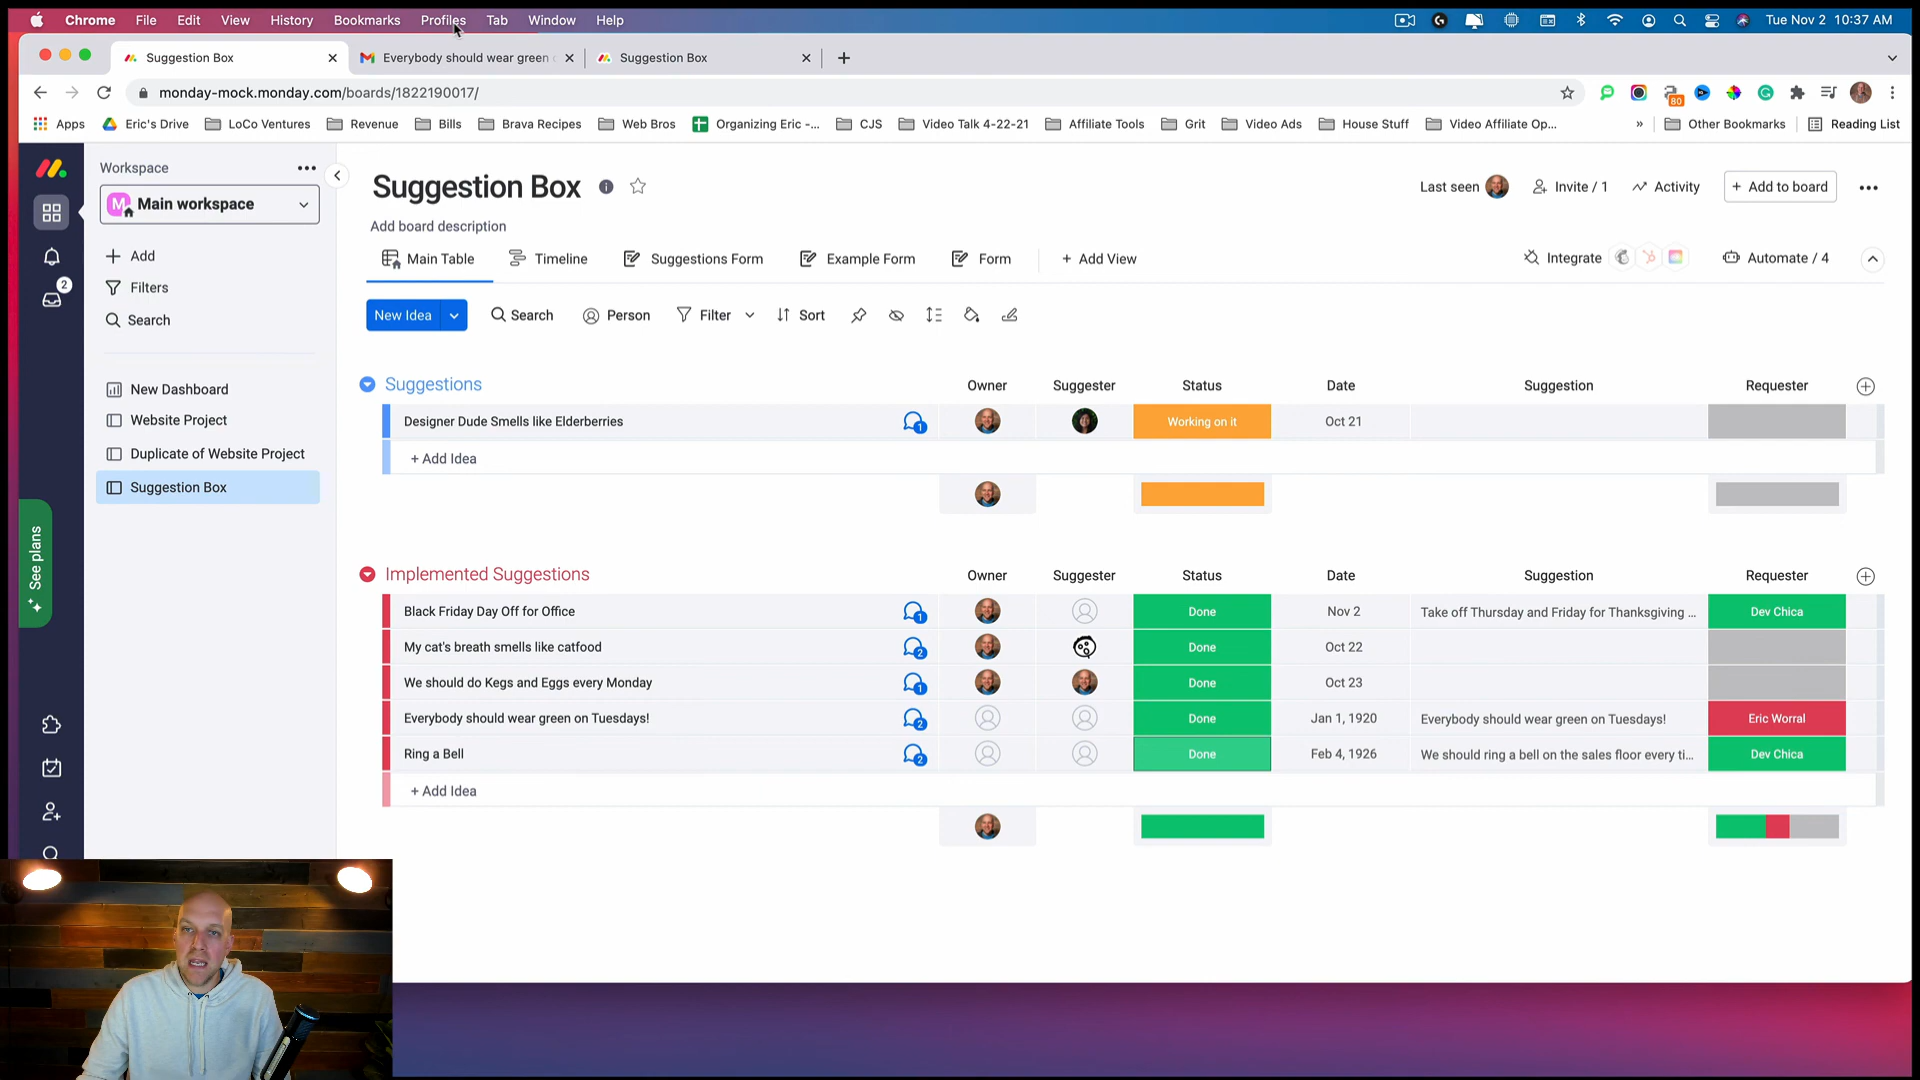 Chrome File Edit View History Bookmarks Profiles Tab Window Help Tue Nov 2 10:37 AM
Suggestion Box Everybody should wear green Suggestion Box
monday-mock.monday.com/boards/1822190017/ 80
Apps Eric's Drive LoCo Ventures Revenue Bills Brava Recipes Web Bros Organizing Eric -... CJS Video Talk 4-22-21 Affiliate Tools Grit Video Ads House Stuff Video Affiliate Op... » Other Bookmarks Reading List
Workspace
M Main workspace
Add
Filters
Search
New Dashboard
Website Project
Duplicate of Website Project
Suggestion Box
2
See plans
Suggestion Box
Last seen Invite / 1 Activity + Add to board
Add board description
Main Table Timeline Suggestions Form Example Form Form + Add View Integrate Automate / 4
New Idea Search Person Filter Sort
Suggestions Owner Suggester Status Date Suggestion Requester
Designer Dude Smells like Elderberries 1 Working on it Oct 21
+ Add Idea
Implemented Suggestions Owner Suggester Status Date Suggestion Requester
Black Friday Day Off for Office 1 Done Nov 2 Take off Thursday and Friday for Thanksgiving ... Dev Chica
My cat's breath smells like catfood 2 Done Oct 22
We should do Kegs and Eggs every Monday 1 Done Oct 23
Everybody should wear green on Tuesdays! 2 Done Jan 1, 1920 Everybody should wear green on Tuesdays! Eric Worral
Ring a Bell 2 Done Feb 4, 1926 We should ring a bell on the sales floor every ti... Dev Chica
+ Add Idea